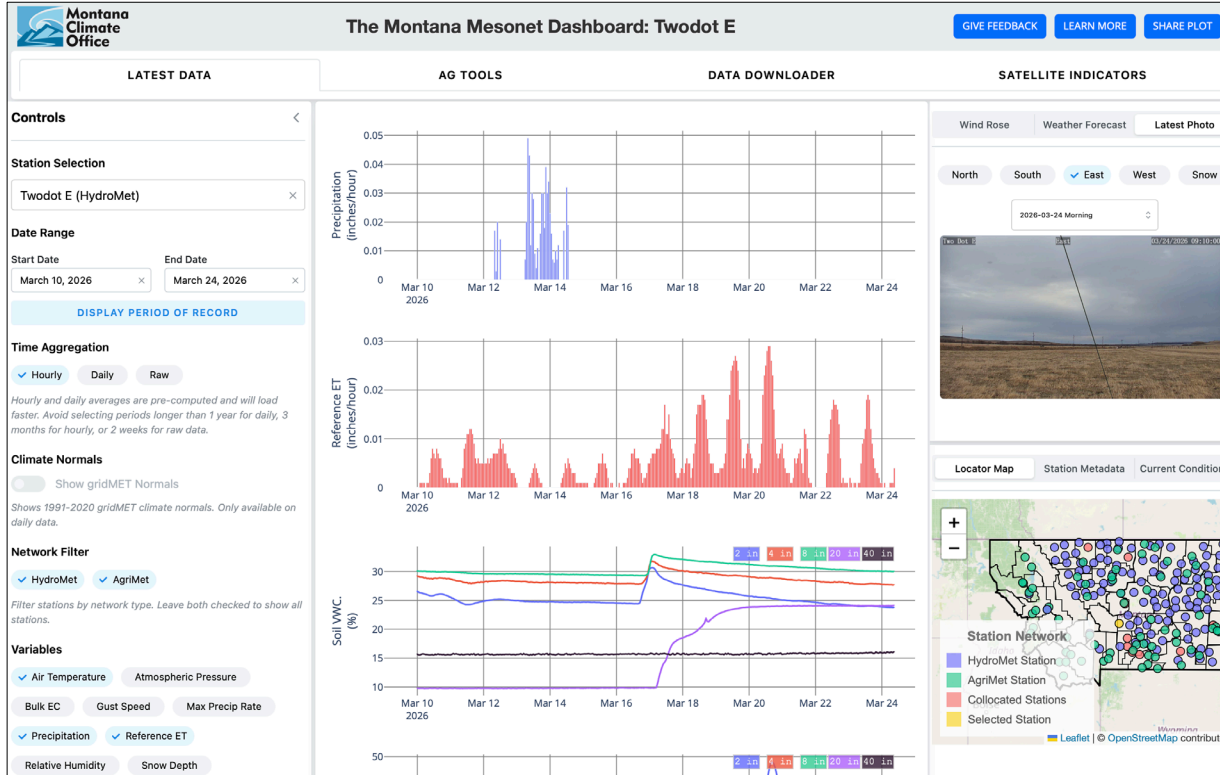 Montana
Climate
Office
The Montana Mesonet Dashboard: Twodot E
GIVE FEEDBACK
LEARN MORE
SHARE PLOT
LATEST DATA
AG TOOLS
DATA DOWNLOADER
SATELLITE INDICATORS
Controls
Station Selection
Twodot E (HydroMet)
Date Range
Start Date
End Date
March 10, 2026
March 24, 2026
DISPLAY PERIOD OF RECORD
Time Aggregation
Hourly
Daily
Raw
Hourly and daily averages are pre-computed and will load
faster. Avoid selecting periods longer than 1 year for daily, 3
months for hourly, or 2 weeks for raw data.
Climate Normals
Show gridMET Normals
Shows 1991-2020 gridMET climate normals. Only available on
daily data.
Network Filter
HydroMet
AgriMet
Filter stations by network type. Leave both checked to show all
stations.
Variables
Air Temperature
Atmospheric Pressure
Bulk EC
Gust Speed
Max Precip Rate
Precipitation
Reference ET
Relative Humidity
Snow Depth
Precipitation
(inches/hour)
0.05
0.04
0.03
0.02
0.01
0
Mar 10
2026
Mar 12
Mar 14
Mar 16
Mar 18
Mar 20
Mar 22
Mar 24
Reference ET
(inches/hour)
0.03
0.02
0.01
0
Mar 10
2026
Mar 12
Mar 14
Mar 16
Mar 18
Mar 20
Mar 22
Mar 24
Soil VWC.
(%)
2 in
4 in
8 in
20 in
40 in
30
25
20
15
10
Mar 10
2026
Mar 12
Mar 14
Mar 16
Mar 18
Mar 20
Mar 22
Mar 24
50
2 in
4 in
8 in
20 in
40 in
Wind Rose
Weather Forecast
Latest Photo
North
South
East
West
Snow
2026-03-24 Morning
Two Dot E
East
03/24/2026 09:10:00
Locator Map
Station Metadata
Current Condition
+
−
Station Network
HydroMet Station
AgriMet Station
Collocated Stations
Selected Station
Wyoming
Leaflet | © OpenStreetMap contribut